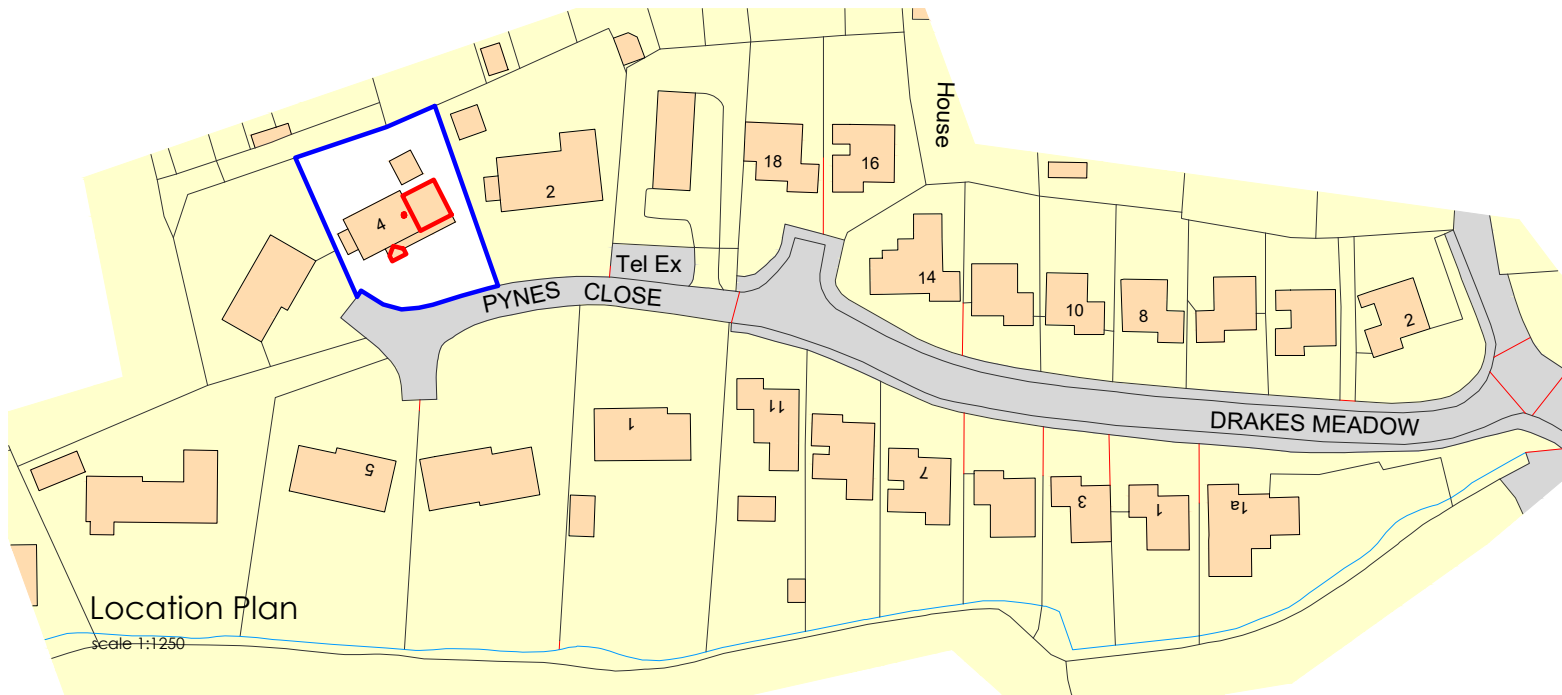 House
18
16
2
4
Tel Ex
PYNES CLOSE
14
10
8
2
DRAKES MEADOW
11
1
5
7
3
1
1a
Location Plan
scale 1:1250